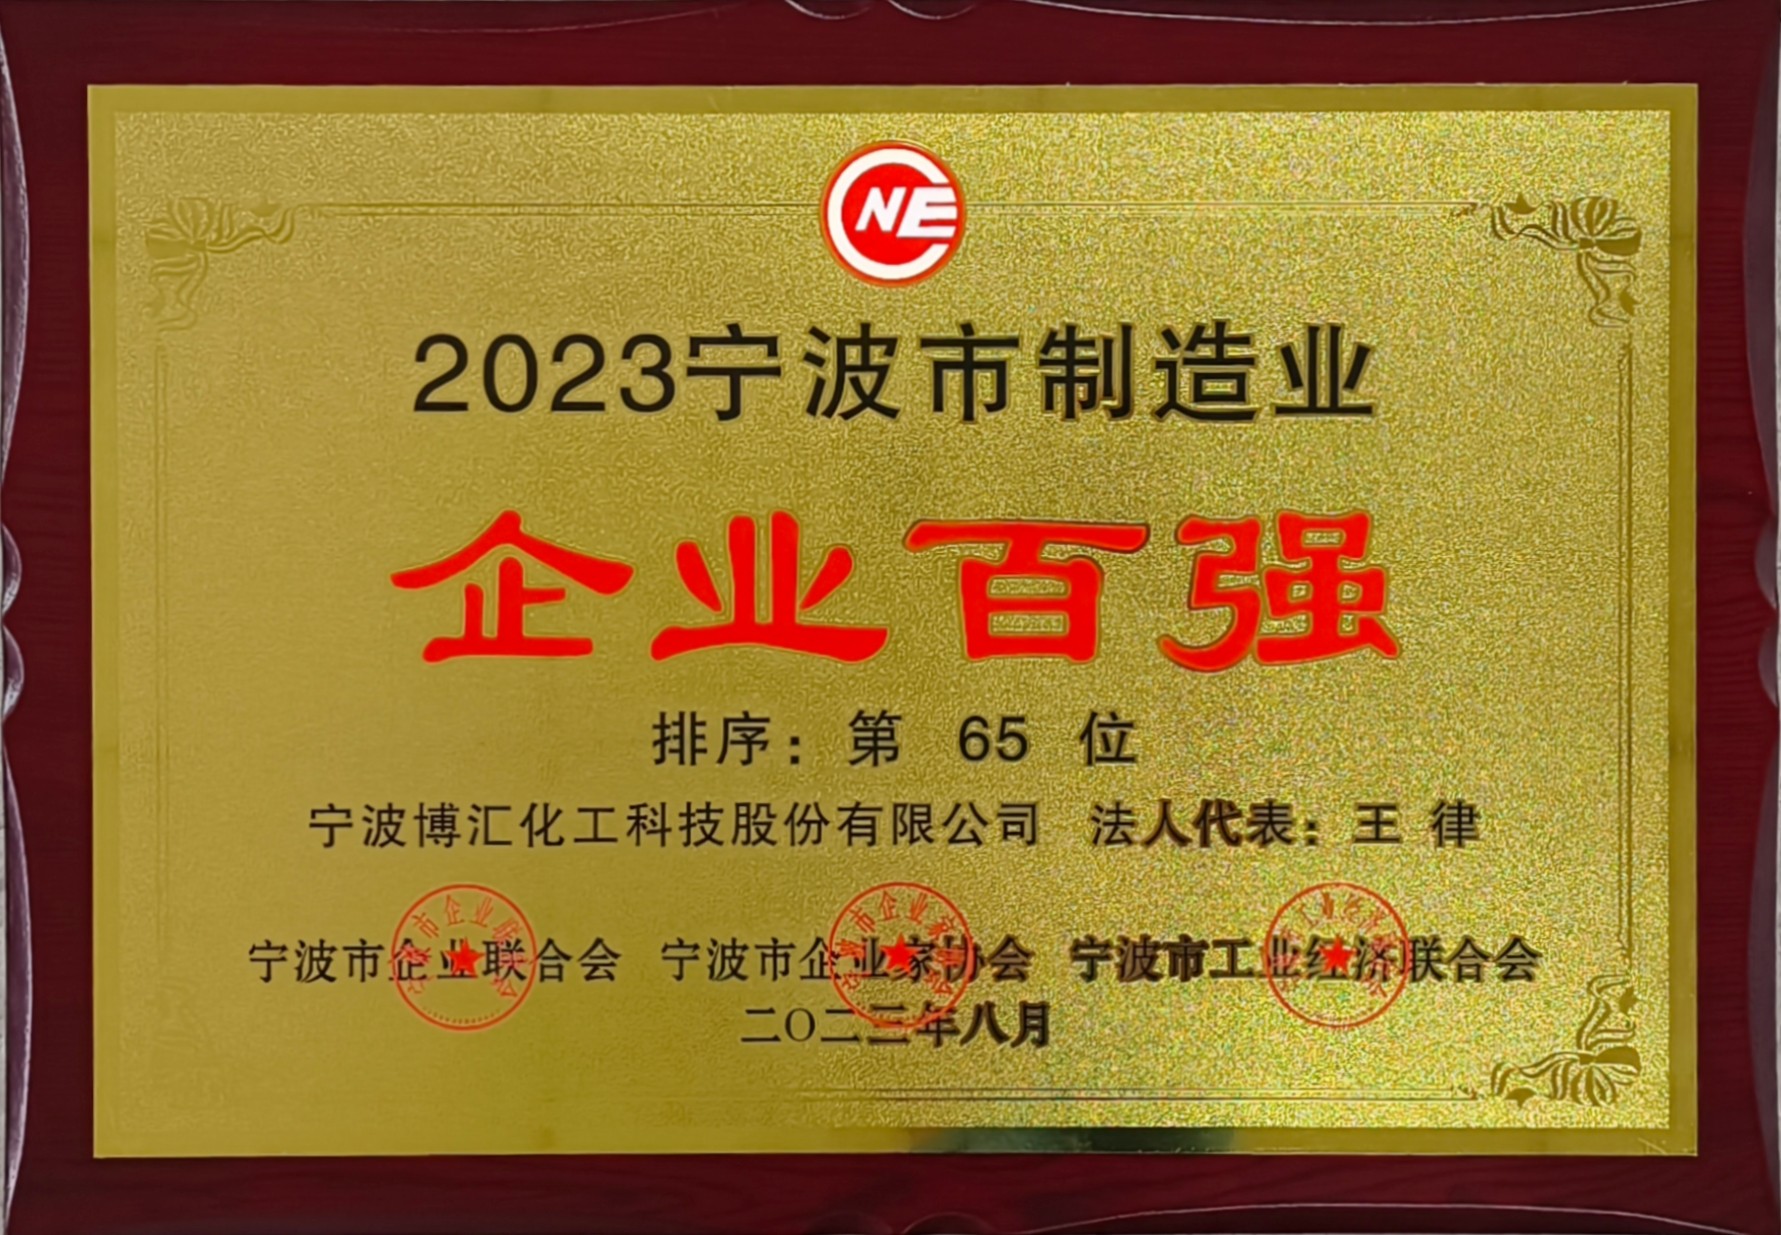 CNE
2023宁波市制造业
企业百强
排序：第 65 位
宁波博汇化工科技股份有限公司 法人代表：王 律
宁波市企业联合会 宁波市企业家协会 宁波市工业经济联合会
二〇二三年八月